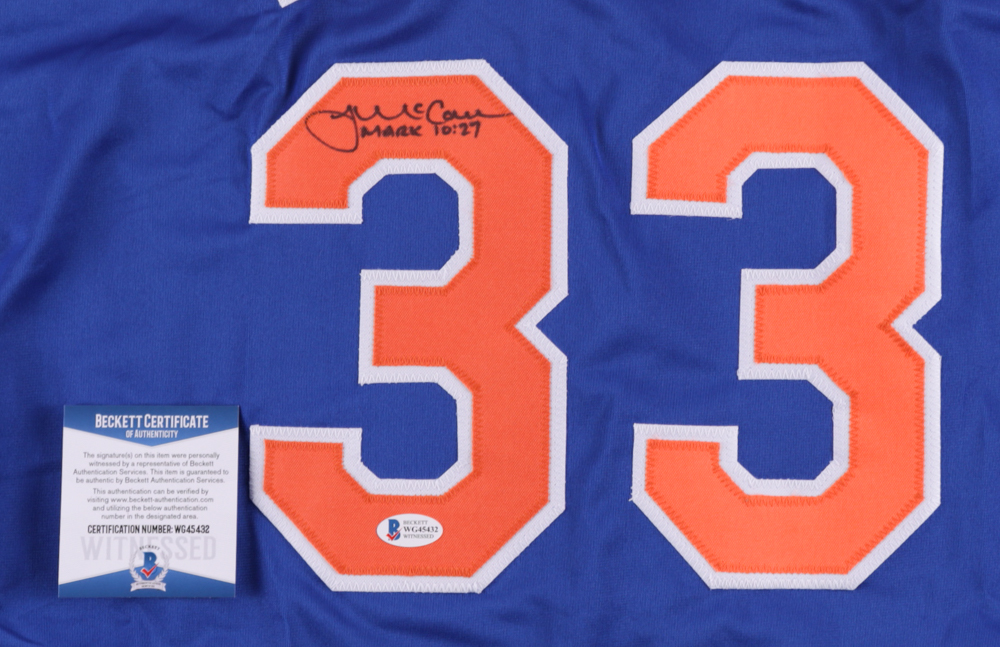 J McCann
MARK 10:27
33
BECKETT CERTIFICATE
OF AUTHENTICITY
The signature(s) on this item were personally
witnessed by a representative of Beckett
Authentication Services. This item is guaranteed to
be authentic by Beckett Authentication Services.
This authentication can be verified by
visiting www.beckett-authentication.com
and utilizing the below authentication
number in the designated area.
CERTIFICATION NUMBER: WG45432
WITNESSED
BECKETT
B
BECKETT
WG45432
WITNESSED
B